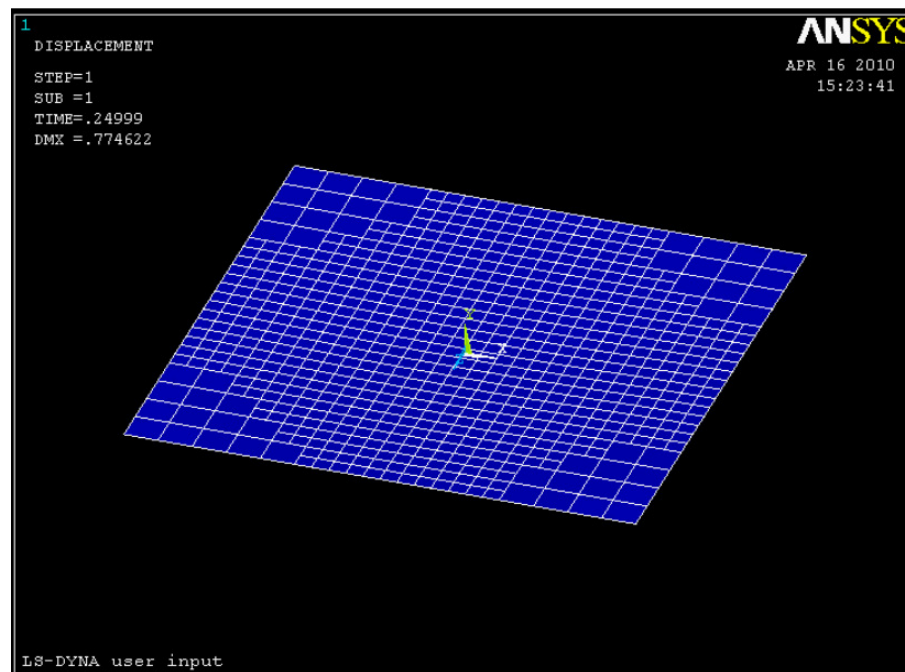 1
DISPLACEMENT
STEP=1
SUB =1
TIME=.24999
DMX =.774622
ANSYS
APR 16 2010
15:23:41
Y
X
LS-DYNA user input